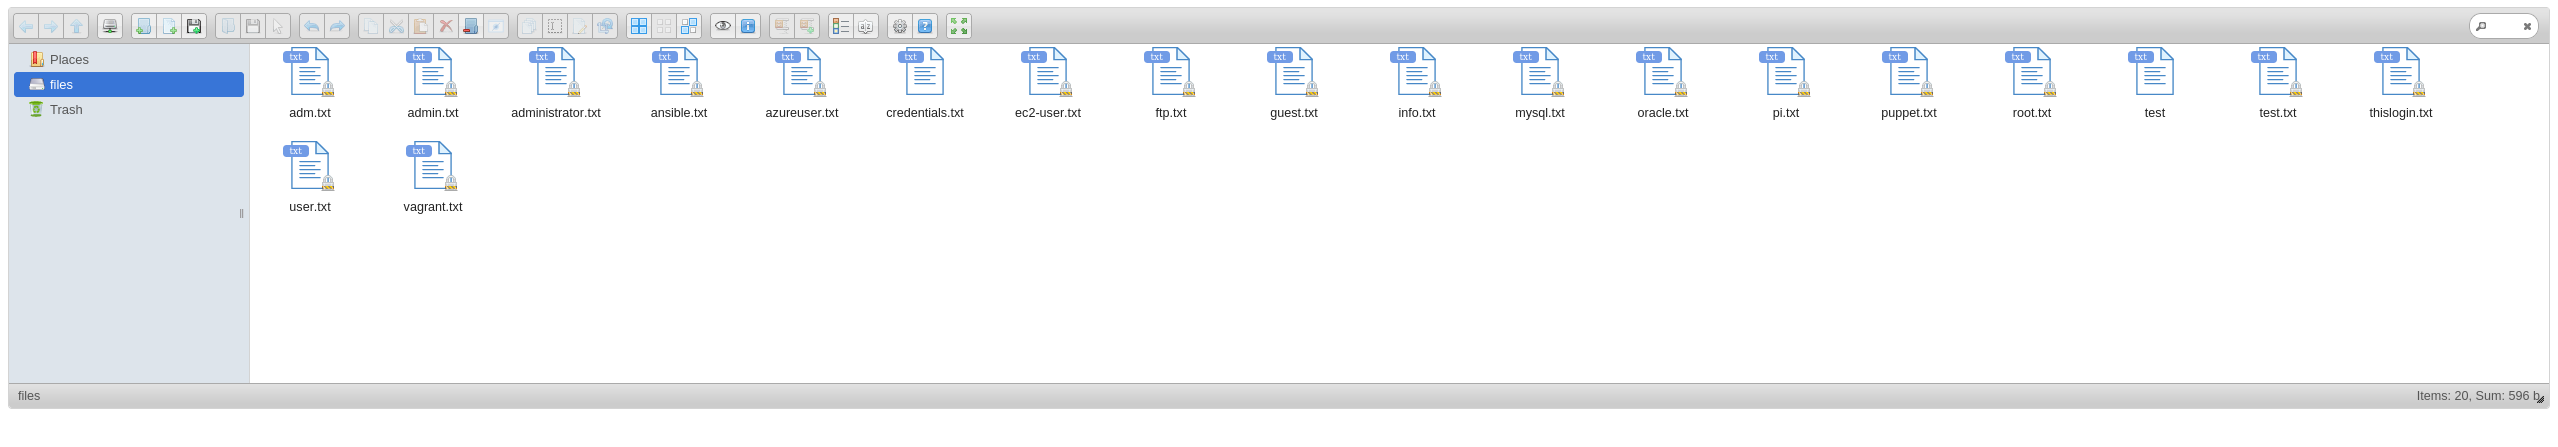 Places
files
Trash
txt txt txt txt txt txt txt txt txt txt txt txt txt txt txt txt txt txt
adm.txt admin.txt administrator.txt ansible.txt azureuser.txt credentials.txt ec2-user.txt ftp.txt guest.txt info.txt mysql.txt oracle.txt pi.txt puppet.txt root.txt test test.txt thislogin.txt
txt txt
user.txt vagrant.txt
files Items: 20, Sum: 596 b